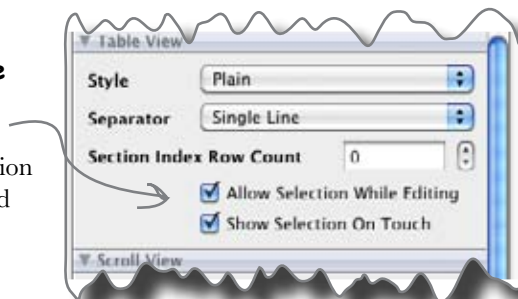 Table View
Style Plain
Separator Single Line
Section Index Row Count 0
Allow Selection While Editing
Show Selection On Touch
Scroll View